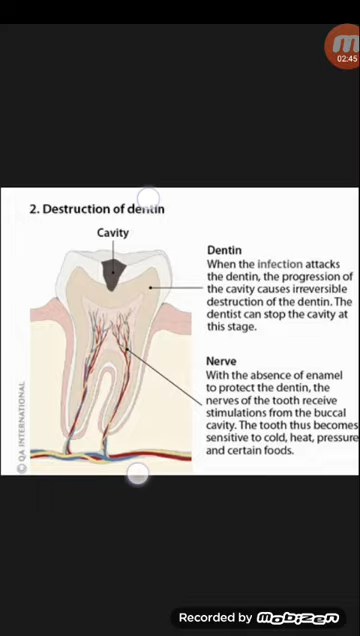 02:45
2. Destruction of dentin
Cavity
Dentin
When the infection attacks
the dentin, the progression of
the cavity causes irreversible
destruction of the dentin. The
dentist can stop the cavity at
this stage.
Nerve
With the absence of enamel
to protect the dentin, the
nerves of the tooth receive
stimulations from the buccal
cavity. The tooth thus becomes
sensitive to cold, heat, pressure
and certain foods.
© QA INTERNATIONAL
Recorded by mobizen